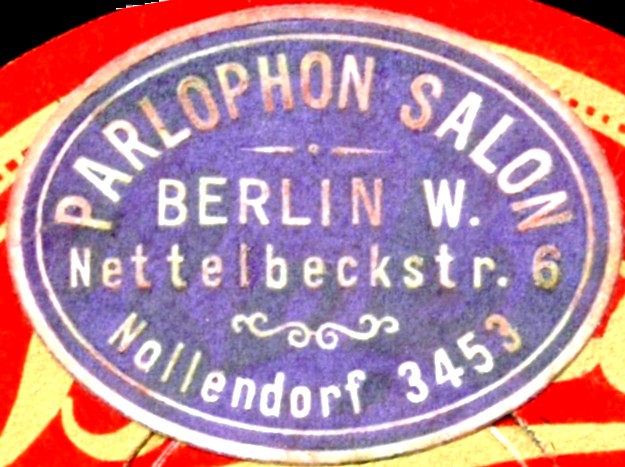 PARLOPHON SALON
BERLIN W.
Nettelbeckstr. 6
Nollendorf 3453